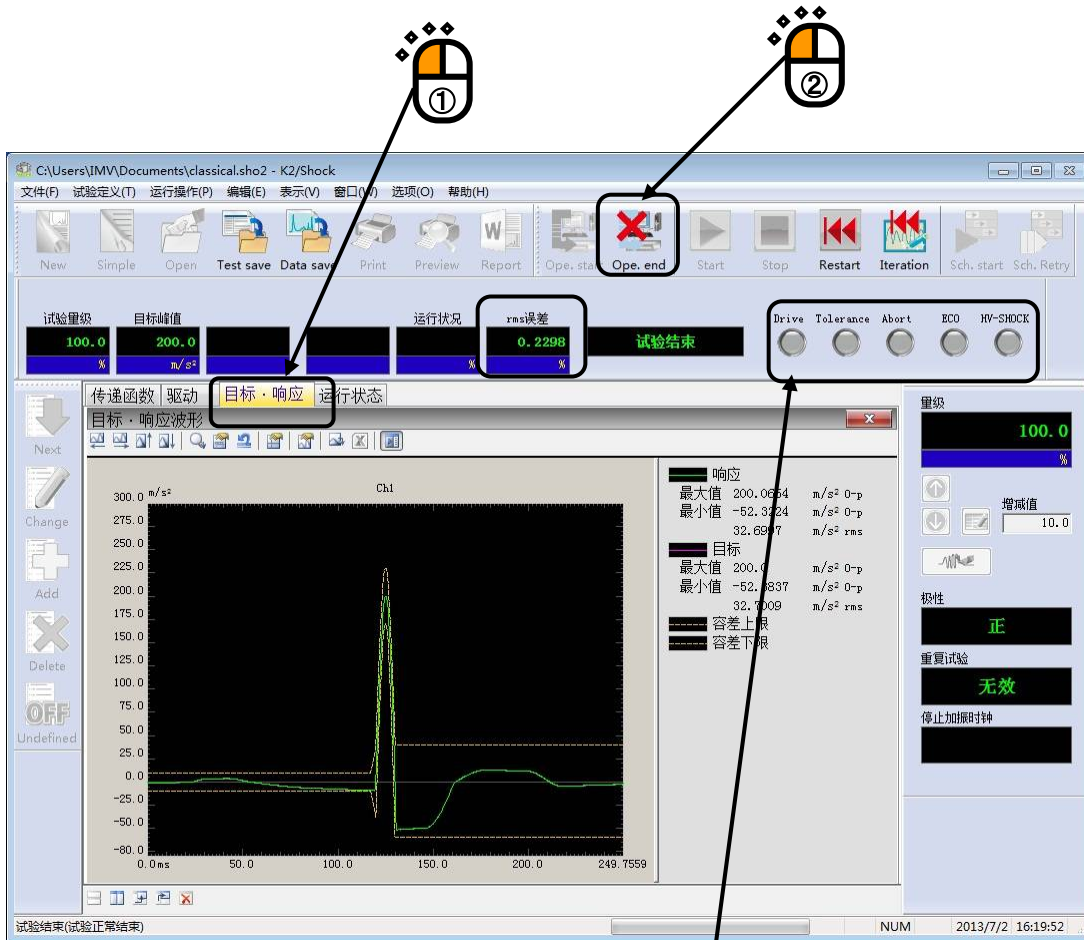 ①
②
C:\Users\IMV\Documents\classical.sho2 - K2/Shock
文件(F) 试验定义(T) 运行操作(P) 编辑(E) 表示(V) 窗口(W) 选项(O) 帮助(H)
New Simple Open Test save Data save Print Preview Report Ope. start Ope. end Start Stop Restart Iteration Sch. start Sch. Retry
试验量级 目标峰值 运行状况 rms误差
100.0 200.0 0.2298 试验结束
% m/s² % %
Drive Tolerance Abort ECO HV-SHOCK
传递函数 驱动 目标・响应 运行状态
目标・响应波形
Next
Change
Add
Delete
OFF
Undefined
Ch1
300.0 m/s²
275.0
250.0
225.0
200.0
175.0
150.0
125.0
100.0
75.0
50.0
25.0
0.0
-25.0
-50.0
-80.0
0.0ms 50.0 100.0 150.0 200.0 249.7559
响应
最大值 200.0654 m/s² 0-p
最小值 -52.3224 m/s² 0-p
32.6997 m/s² rms
目标
最大值 200.0 m/s² 0-p
最小值 m/s² 0-p
32.7009 m/s² rms
容差上限
容差下限
量级
100.0
%
增减值
10.0
极性
正
重复试验
无效
停止加振时钟
试验结束(试验正常结束)
NUM 2013/7/2 16:19:52